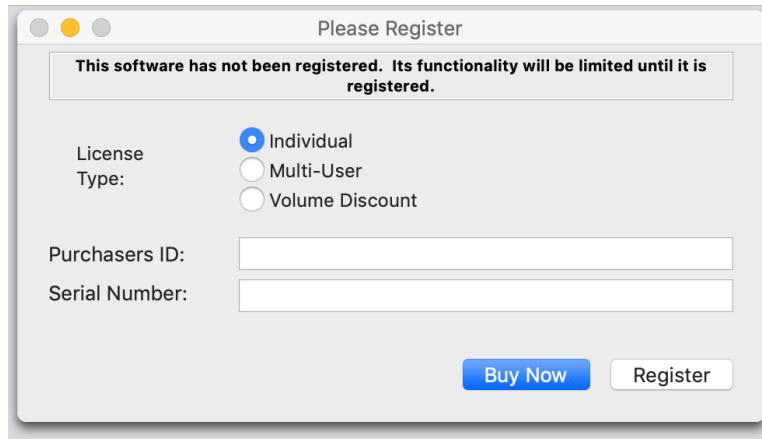 Please Register
This software has not been registered.  Its functionality will be limited until it is
registered.
License
Type:
Individual
Multi-User
Volume Discount
Purchasers ID:
Serial Number:
Buy Now
Register